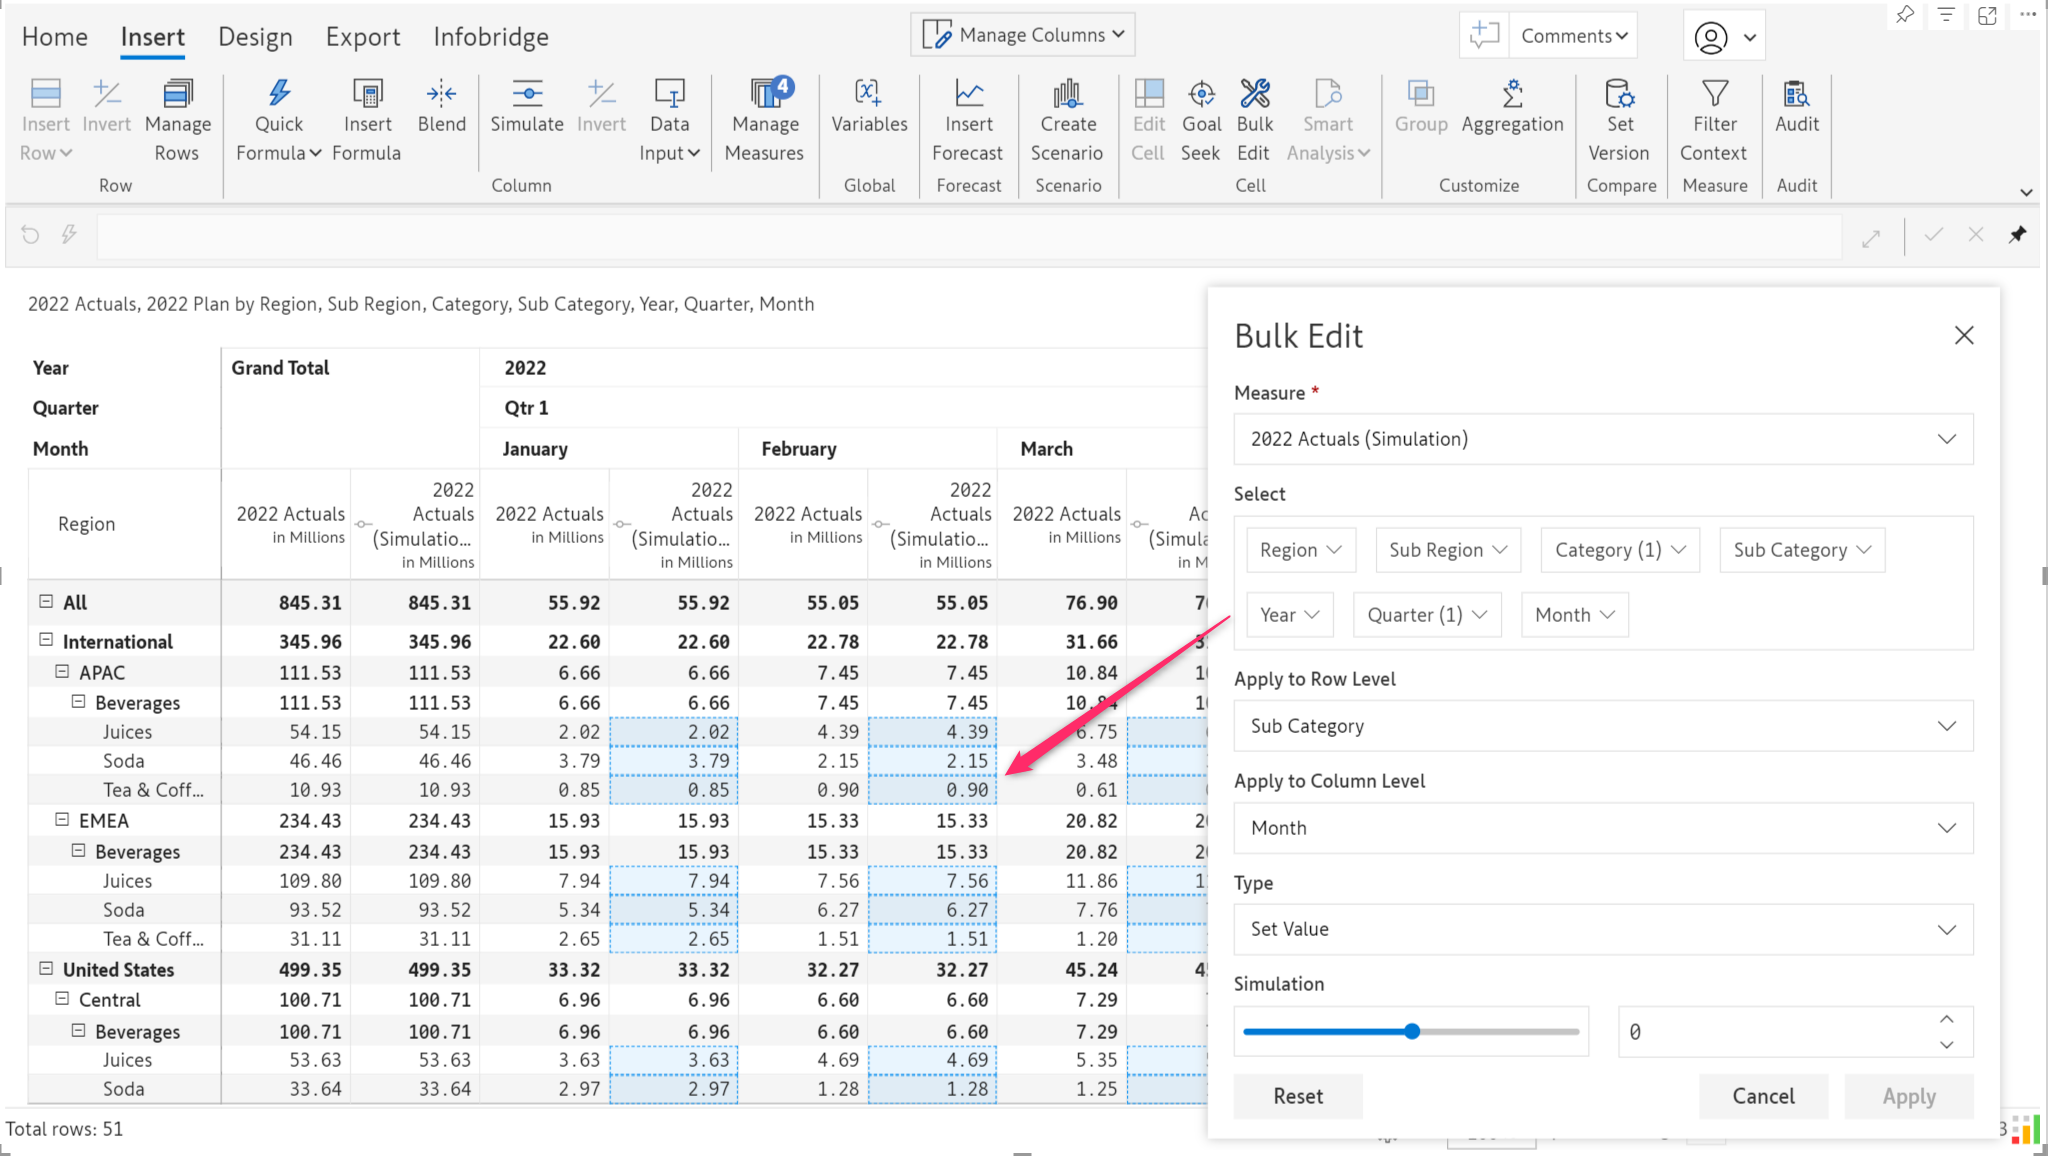 Home Insert Design Export Infobridge Manage Columns Comments
Insert Row Invert Manage Rows Quick Formula Insert Formula Blend Simulate Invert Data Input Manage Measures 4 Variables Insert Forecast Create Scenario Edit Cell Goal Seek Bulk Edit Smart Analysis Group Aggregation Set Version Filter Context Audit
Row Column Global Forecast Scenario Cell Customize Compare Measure Audit
2022 Actuals, 2022 Plan by Region, Sub Region, Category, Sub Category, Year, Quarter, Month
Year Grand Total 2022
Quarter Qtr 1
Month January February March
Region 2022 Actuals in Millions 2022 Actuals (Simulatio... in Millions 2022 Actuals in Millions 2022 Actuals (Simulatio... in Millions 2022 Actuals in Millions 2022 Actuals (Simulatio... in Millions 2022 Actuals in Millions
All 845.31 845.31 55.92 55.92 55.05 55.05 76.90
International 345.96 345.96 22.60 22.60 22.78 22.78 31.66
APAC 111.53 111.53 6.66 6.66 7.45 7.45 10.84
Beverages 111.53 111.53 6.66 6.66 7.45 7.45 10.84
Juices 54.15 54.15 2.02 2.02 4.39 4.39 6.75
Soda 46.46 46.46 3.79 3.79 2.15 2.15 3.48
Tea & Coff... 10.93 10.93 0.85 0.85 0.90 0.90 0.61
EMEA 234.43 234.43 15.93 15.93 15.33 15.33 20.82
Beverages 234.43 234.43 15.93 15.93 15.33 15.33 20.82
Juices 109.80 109.80 7.94 7.94 7.56 7.56 11.86
Soda 93.52 93.52 5.34 5.34 6.27 6.27 7.76
Tea & Coff... 31.11 31.11 2.65 2.65 1.51 1.51 1.20
United States 499.35 499.35 33.32 33.32 32.27 32.27 45.24
Central 100.71 100.71 6.96 6.96 6.60 6.60 7.29
Beverages 100.71 100.71 6.96 6.96 6.60 6.60 7.29
Juices 53.63 53.63 3.63 3.63 4.69 4.69 5.35
Soda 33.64 33.64 2.97 2.97 1.28 1.28 1.25
Total rows: 51
Bulk Edit
Measure *
2022 Actuals (Simulation)
Select
Region Sub Region Category (1) Sub Category
Year Quarter (1) Month
Apply to Row Level
Sub Category
Apply to Column Level
Month
Type
Set Value
Simulation
0
Reset Cancel Apply